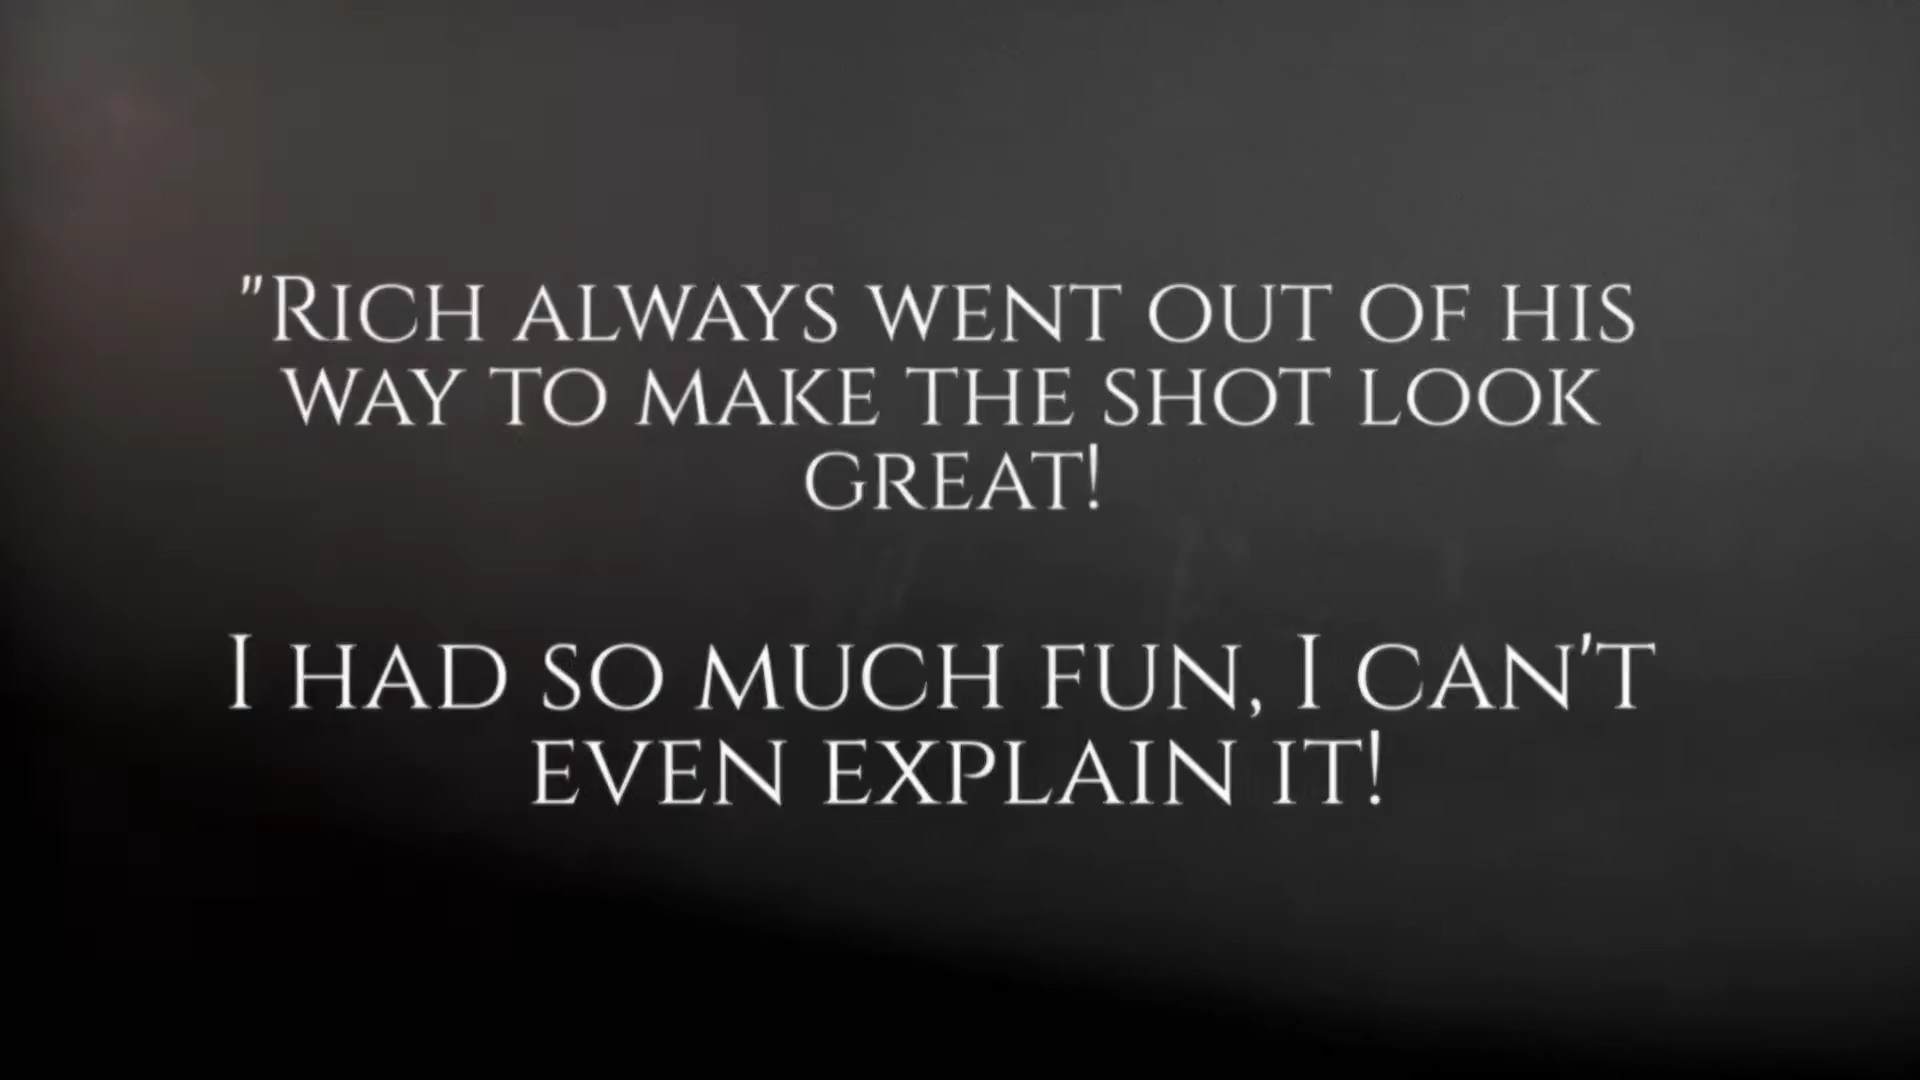 "Rich always went out of his
way to make the shot look
great!
I had so much fun, I can't
even explain it!